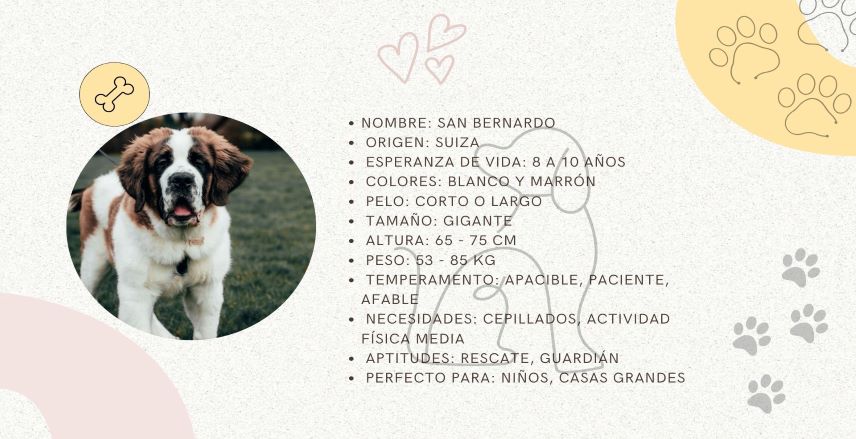 • NOMBRE: SAN BERNARDO
• ORIGEN: SUIZA
• ESPERANZA DE VIDA: 8 A 10 AÑOS
• COLORES: BLANCO Y MARRÓN
• PELO: CORTO O LARGO
• TAMAÑO: GIGANTE
• ALTURA: 65 - 75 CM
• PESO: 53 - 85 KG
• TEMPERAMENTO: APACIBLE, PACIENTE,
AFABLE
• NECESIDADES: CEPILLADOS, ACTIVIDAD
FÍSICA MEDIA
• APTITUDES: RESCATE, GUARDIÁN
• PERFECTO PARA: NIÑOS, CASAS GRANDES